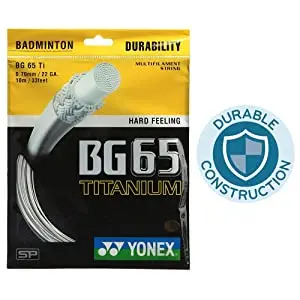 BADMINTON
DURABILITY
BG 65 Ti
MULTIFILAMENT
STRING
0.70mm / 22 GA.
10m / 33feet
HARD FEELING
BG65
TITANIUM
SP
YONEX
DURABLE
CONSTRUCTION